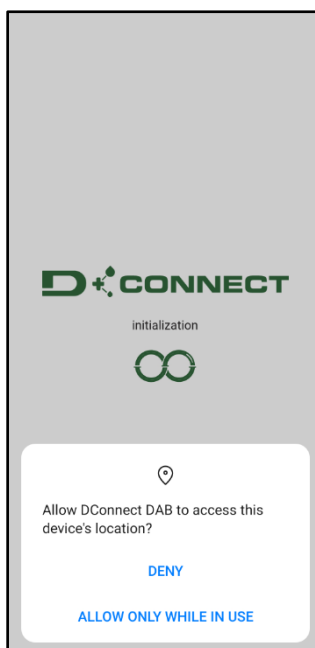 D+CONNECT
initialization
Allow DConnect DAB to access this
device's location?
DENY
ALLOW ONLY WHILE IN USE